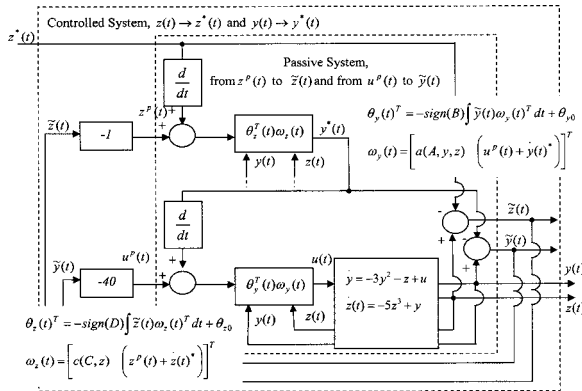 Controlled System, z(t) → z*(t) and y(t) → y*(t)
z*(t)
Passive System,
from z^p(t) to z̃(t) and from u^p(t) to ỹ(t)
d/dt
z^p(t)
+
θ_y(t)^T = −sign(B)∫ ỹ(t)ω_y(t)^T dt + θ_y0
z̃(t)
-1
+
θ_z^T(t)ω_z(t)
y*(t)
ω_y(t) = [a(A, y, z) (u^p(t) + ẏ(t)*)]^T
y(t)
z(t)
d/dt
-
z̃(t)
+
-
ỹ(t)
+
ỹ(t)
u^p(t)
+
u(t)
-40
+
θ_y^T(t)ω_y(t)
ẏ = −3y² − z + u
ż(t) = −5z³ + y
y(t)
z(t)
y(t)
z(t)
θ_z(t)^T = −sign(D)∫ z̃(t)ω_z(t)^T dt + θ_z0
ω_z(t) = [c(C, z) (z^p(t) + ż(t)*)]^T